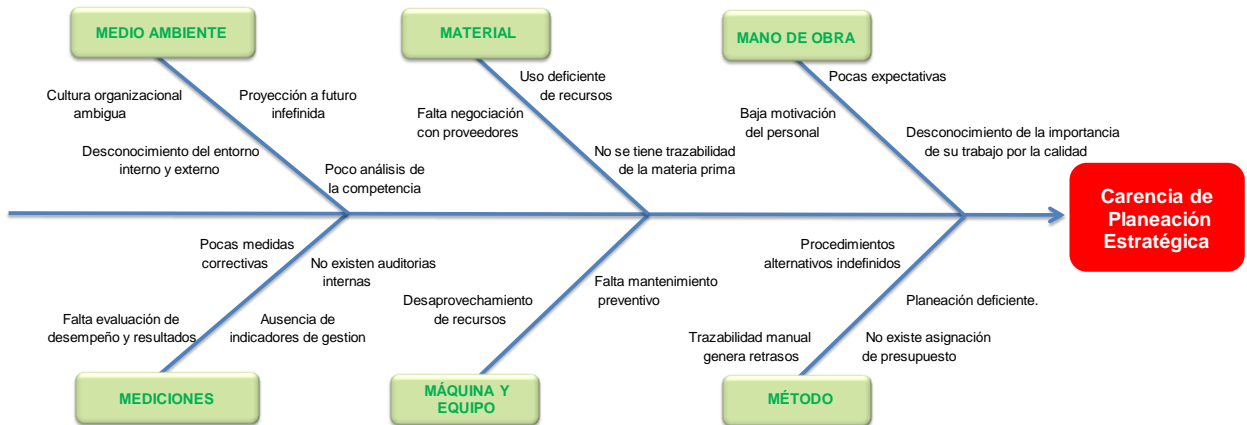 MEDIO AMBIENTE
Cultura organizacional
ambigua
Proyección a futuro
infefinida
Desconocimiento del entorno
interno y externo
Poco análisis de
la competencia
MATERIAL
Uso deficiente
de recursos
Falta negociación
con proveedores
No se tiene trazabilidad
de la materia prima
MANO DE OBRA
Pocas expectativas
Baja motivación
del personal
Desconocimiento de la importancia
de su trabajo por la calidad
Carencia de
Planeación
Estratégica
Pocas medidas
correctivas
No existen auditorias
internas
Falta evaluación de
desempeño y resultados
Ausencia de
indicadores de gestion
MEDICIONES
Falta mantenimiento
preventivo
Desaprovechamiento
de recursos
MÁQUINA Y
EQUIPO
Procedimientos
alternativos indefinidos
Planeación deficiente.
Trazabilidad manual
genera retrasos
No existe asignación
de presupuesto
MÉTODO